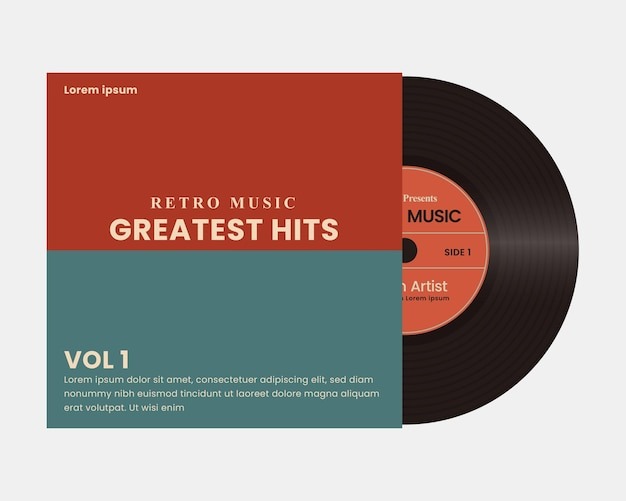 Lorem ipsum
RETRO MUSIC
GREATEST HITS
VOL 1
Lorem ipsum dolor sit amet, consectetuer adipiscing elit, sed diam
nonummy nibh euismod tincidunt ut laoreet dolore magna aliquam
erat volutpat. Ut wisi enim
Presents
MUSIC
SIDE 1
n Artist
Lorem Ipsum